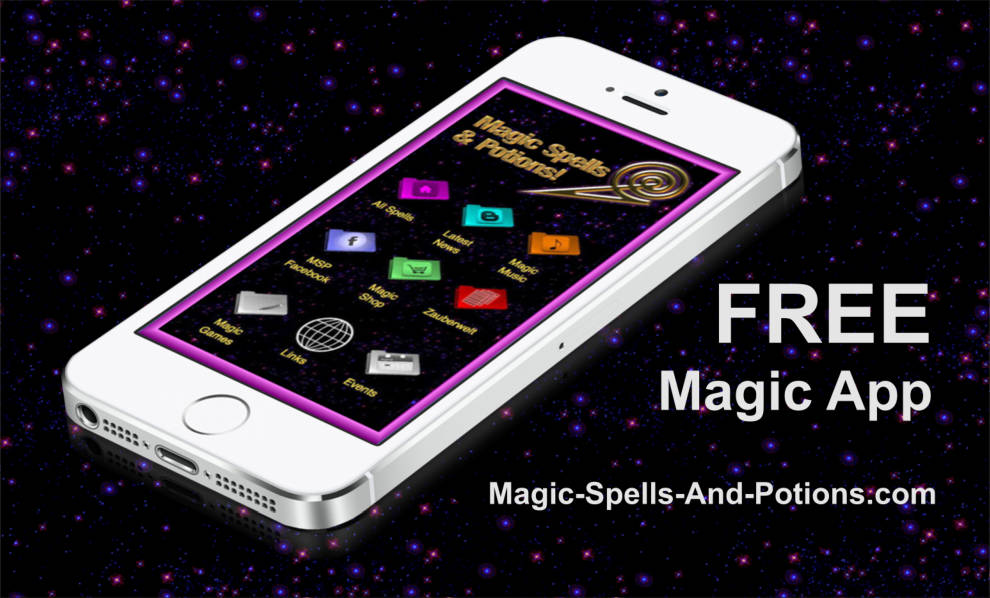 Magic Spells
& Potions!
All Spells
Latest
News
Magic
Music
MSP
Facebook
Magic
Shop
Zauberwelt
Magic
Games
Links
Events
FREE
Magic App
Magic-Spells-And-Potions.com